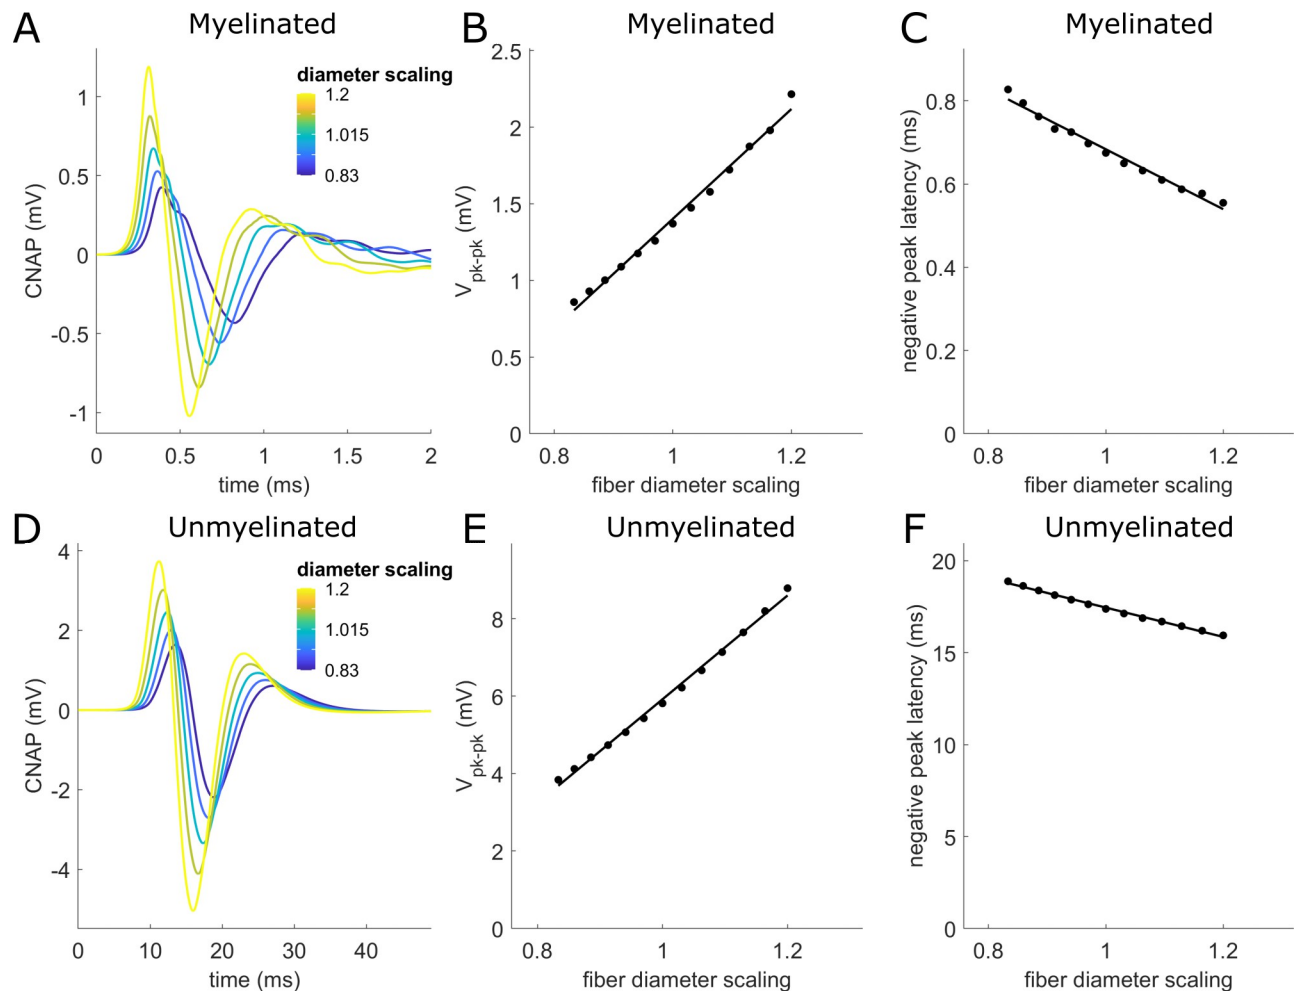 A Myelinated
CNAP (mV)
1
0.5
0
-0.5
-1
diameter scaling
1.2
1.015
0.83
0 0.5 1 1.5 2
time (ms)
B Myelinated
Vpk-pk (mV)
2.5
2
1.5
1
0.5
0
0.8 1 1.2
fiber diameter scaling
C Myelinated
negative peak latency (ms)
0.8
0.6
0.4
0.2
0
0.8 1 1.2
fiber diameter scaling
D Unmyelinated
CNAP (mV)
4
2
0
-2
-4
diameter scaling
1.2
1.015
0.83
0 10 20 30 40
time (ms)
E Unmyelinated
Vpk-pk (mV)
8
6
4
2
0
0.8 1 1.2
fiber diameter scaling
F Unmyelinated
negative peak latency (ms)
20
15
10
5
0
0.8 1 1.2
fiber diameter scaling